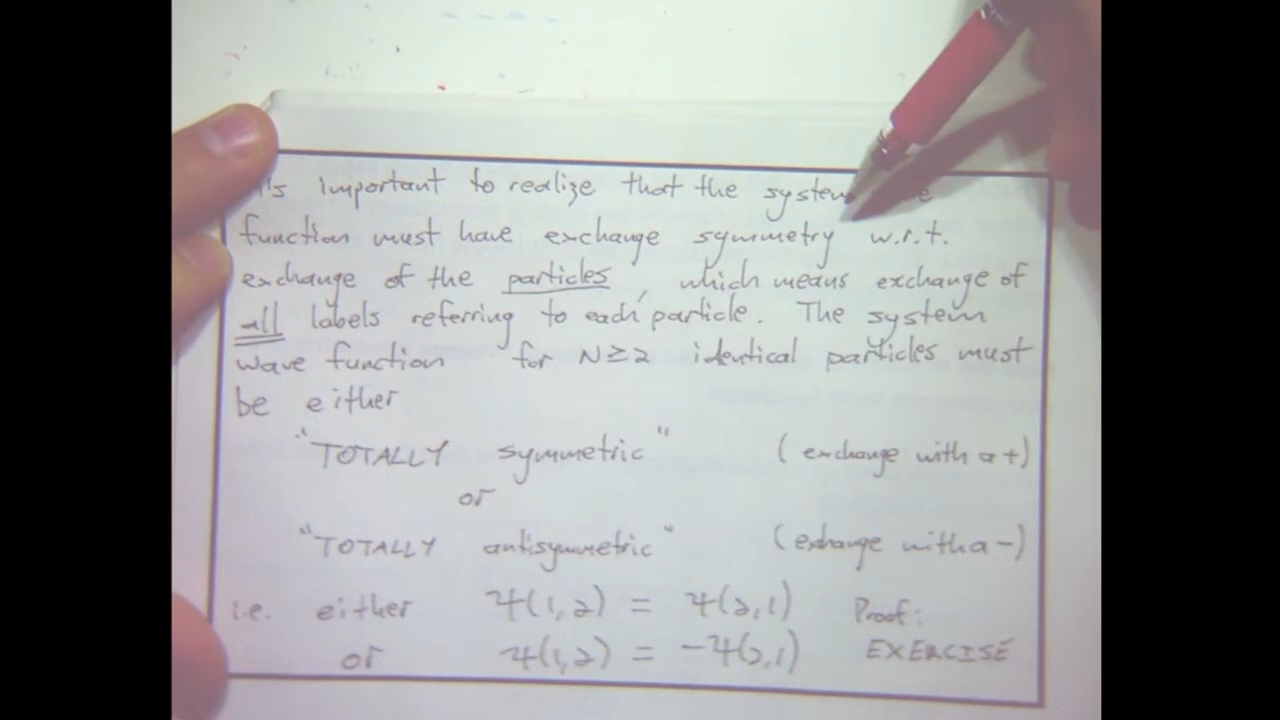 's important to realize that the system
function must have exchange symmetry w.r.t.
exchange of the particles, which means exchange of
all labels referring to each particle. The system
wave function for N≥2 identical particles must
be either
"TOTALLY symmetric" (exchange with a +)
or
"TOTALLY antisymmetric" (exchange with a -)
i.e. either Ψ(1,2) = Ψ(2,1) Proof:
or Ψ(1,2) = -Ψ(2,1) EXERCISE